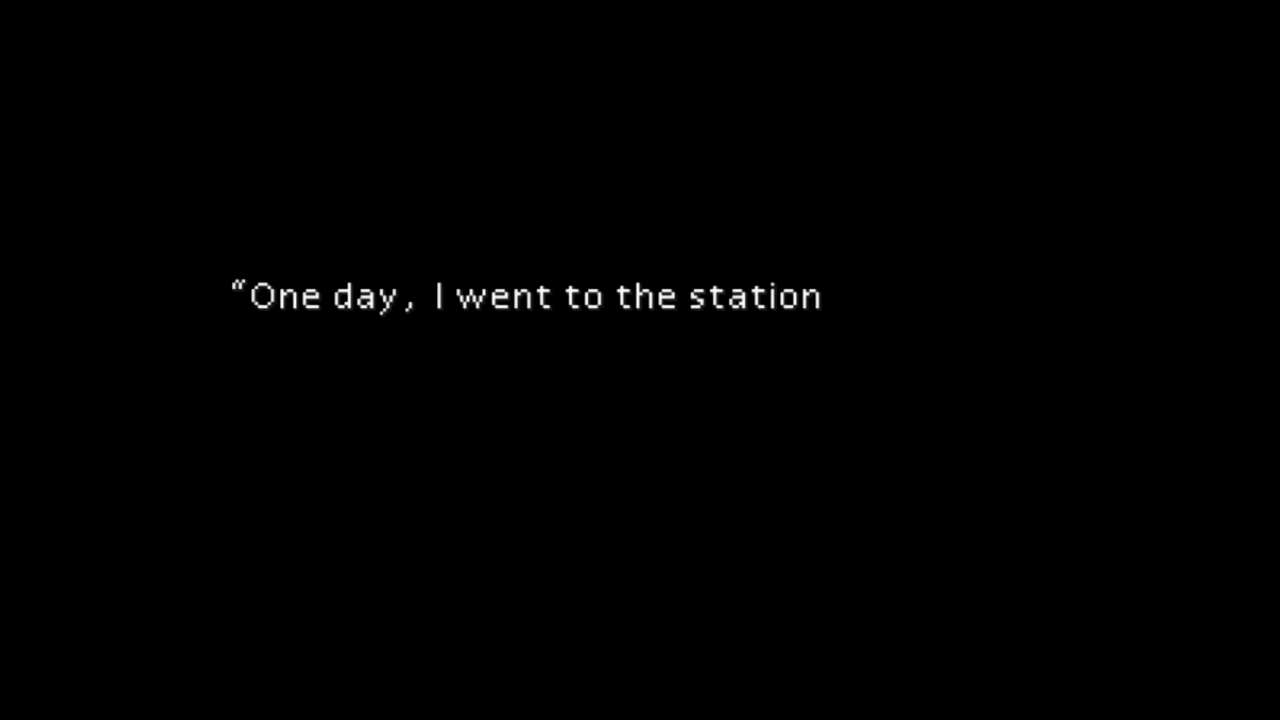 “One day, I went to the station